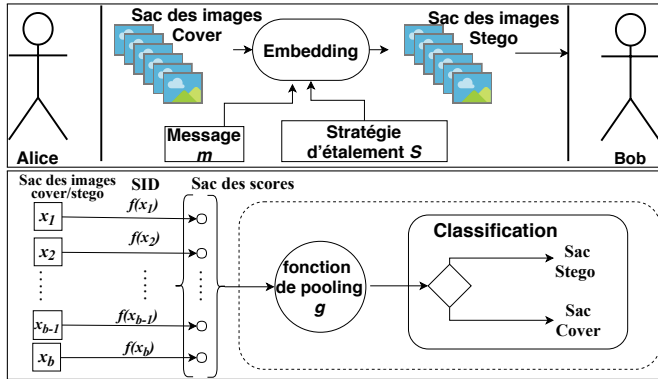 Sac des images
Cover
Embedding
Sac des images
Stego
Message
m
Stratégie
d'étalement S
Alice
Bob
Sac des images
cover/stego
SID
Sac des scores
x1
f(x1)
x2
f(x2)
xb-1
f(xb-1)
xb
f(xb)
fonction
de pooling
g
Classification
Sac
Stego
Sac
Cover